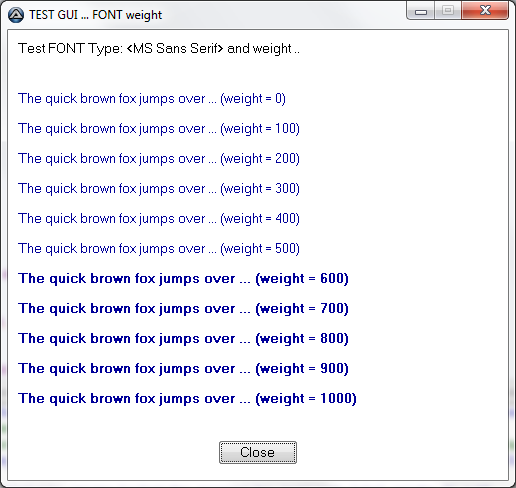 TEST GUI ... FONT weight
Test FONT Type: <MS Sans Serif> and weight ..
The quick brown fox jumps over ... (weight = 0)
The quick brown fox jumps over ... (weight = 100)
The quick brown fox jumps over ... (weight = 200)
The quick brown fox jumps over ... (weight = 300)
The quick brown fox jumps over ... (weight = 400)
The quick brown fox jumps over ... (weight = 500)
The quick brown fox jumps over ... (weight = 600)
The quick brown fox jumps over ... (weight = 700)
The quick brown fox jumps over ... (weight = 800)
The quick brown fox jumps over ... (weight = 900)
The quick brown fox jumps over ... (weight = 1000)
Close